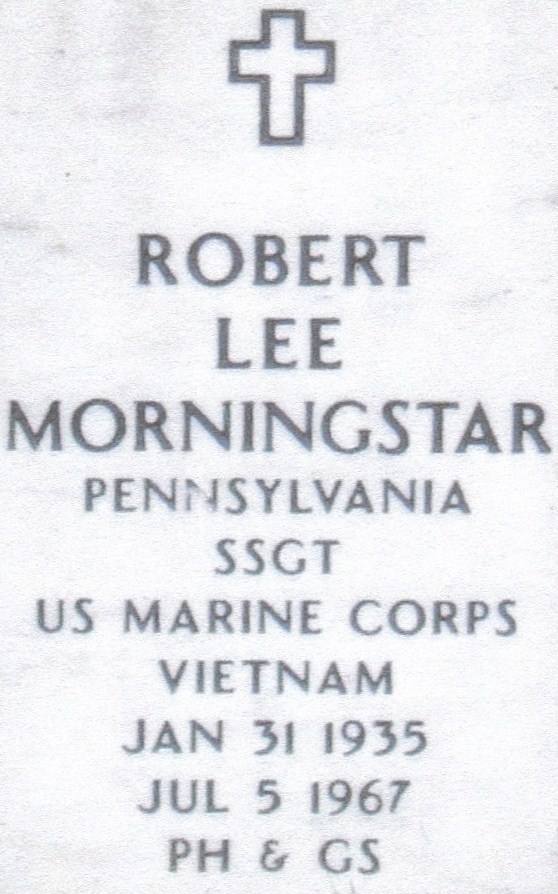 ROBERT
LEE
MORNINGSTAR
PENNSYLVANIA
SSGT
US MARINE CORPS
VIETNAM
JAN 31 1935
JUL 5 1967
PH & GS